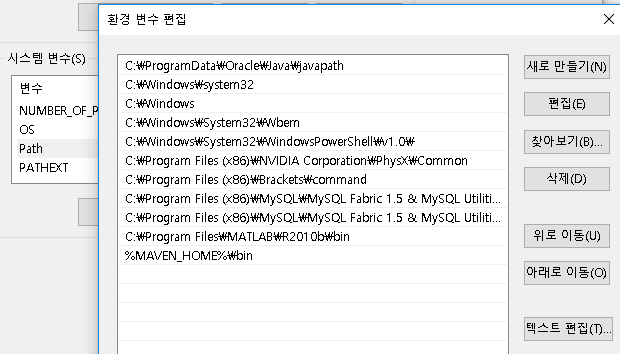 환경 변수 편집
시스템 변수(S)
변수
NUMBER_OF_P
OS
Path
PATHEXT
C:₩ProgramData₩Oracle₩Java₩javapath
C:₩Windows₩system32
C:₩Windows
C:₩Windows₩System32₩Wbem
C:₩Windows₩System32₩WindowsPowerShell₩v1.0₩
C:₩Program Files (x86)₩NVIDIA Corporation₩PhysX₩Common
C:₩Program Files (x86)₩Brackets₩command
C:₩Program Files (x86)₩MySQL₩MySQL Fabric 1.5 & MySQL Utiliti...
C:₩Program Files (x86)₩MySQL₩MySQL Fabric 1.5 & MySQL Utiliti...
C:₩Program Files₩MATLAB₩R2010b₩bin
%MAVEN_HOME%₩bin
새로 만들기(N)
편집(E)
찾아보기(B)...
삭제(D)
위로 이동(U)
아래로 이동(O)
텍스트 편집(T)...